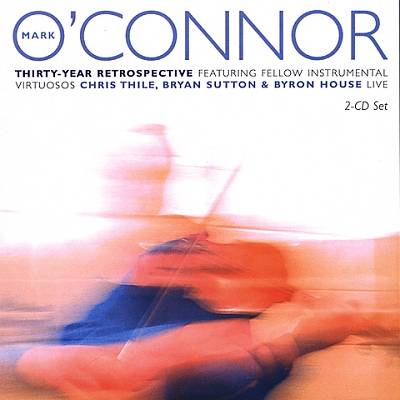 MARK
O'CONNOR
THIRTY-YEAR RETROSPECTIVE FEATURING FELLOW INSTRUMENTAL
VIRTUOSOS CHRIS THILE, BRYAN SUTTON & BYRON HOUSE LIVE
2-CD Set